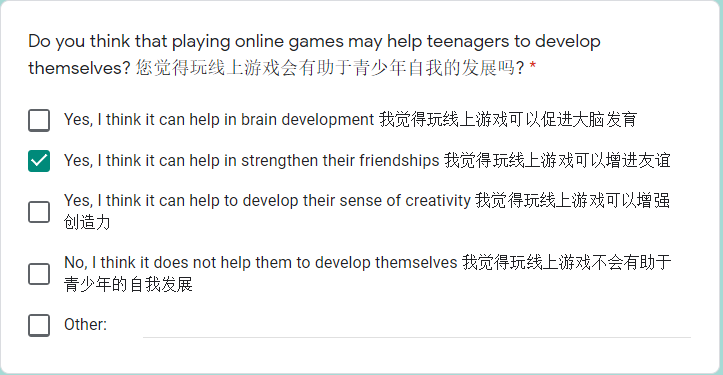 Do you think that playing online games may help teenagers to develop
themselves? 您觉得玩线上游戏会有助于青少年自我的发展吗? *
Yes, I think it can help in brain development 我觉得玩线上游戏可以促进大脑发育
Yes, I think it can help in strengthen their friendships 我觉得玩线上游戏可以增进友谊
Yes, I think it can help to develop their sense of creativity 我觉得玩线上游戏可以增强
创造力
No, I think it does not help them to develop themselves 我觉得玩线上游戏不会有助于
青少年的自我发展
Other: